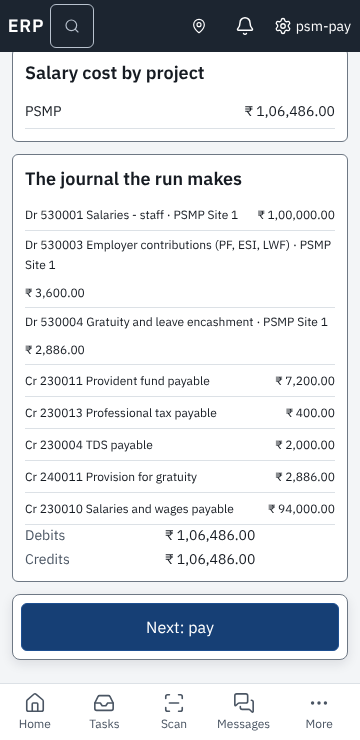 ERP
psm-pay
Salary cost by project
PSMP ₹ 1,06,486.00
The journal the run makes
Dr 530001 Salaries - staff · PSMP Site 1 ₹ 1,00,000.00
Dr 530003 Employer contributions (PF, ESI, LWF) · PSMP
Site 1
₹ 3,600.00
Dr 530004 Gratuity and leave encashment · PSMP Site 1
₹ 2,886.00
Cr 230011 Provident fund payable ₹ 7,200.00
Cr 230013 Professional tax payable ₹ 400.00
Cr 230004 TDS payable ₹ 2,000.00
Cr 240011 Provision for gratuity ₹ 2,886.00
Cr 230010 Salaries and wages payable ₹ 94,000.00
Debits ₹ 1,06,486.00
Credits ₹ 1,06,486.00
Next: pay
Home Tasks Scan Messages More